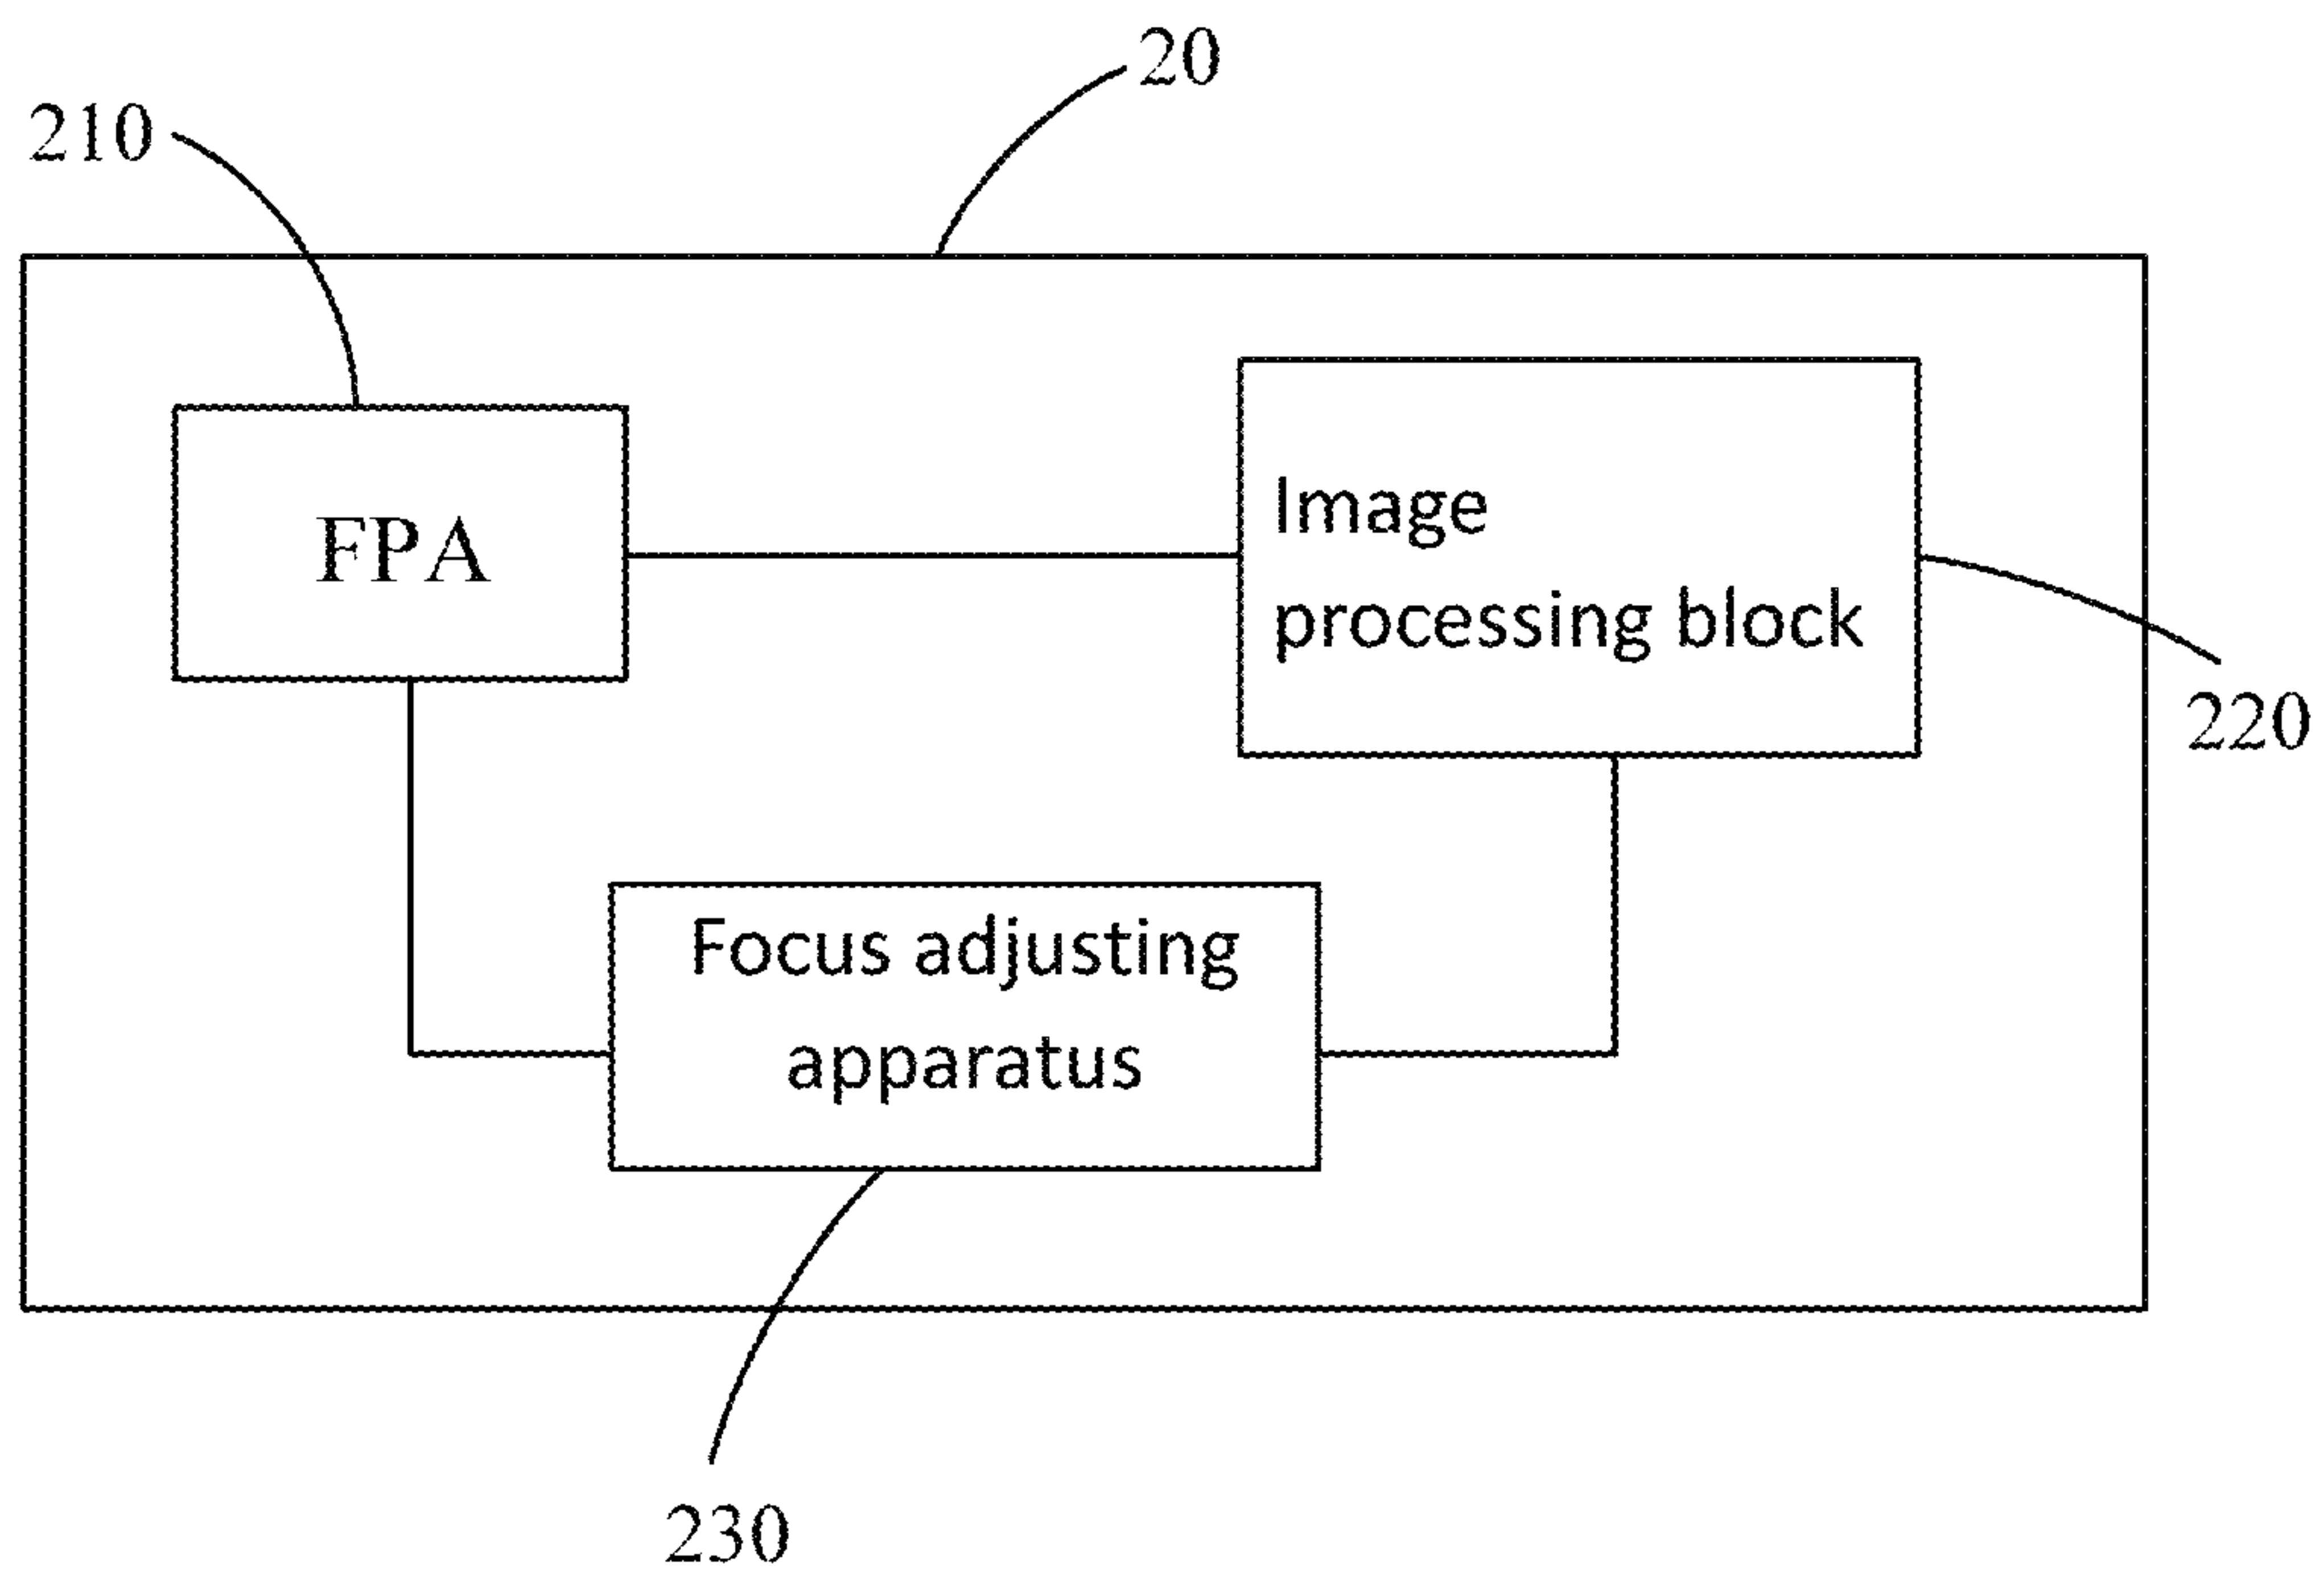 20
210
FPA
Image
processing block
220
Focus adjusting
apparatus
230